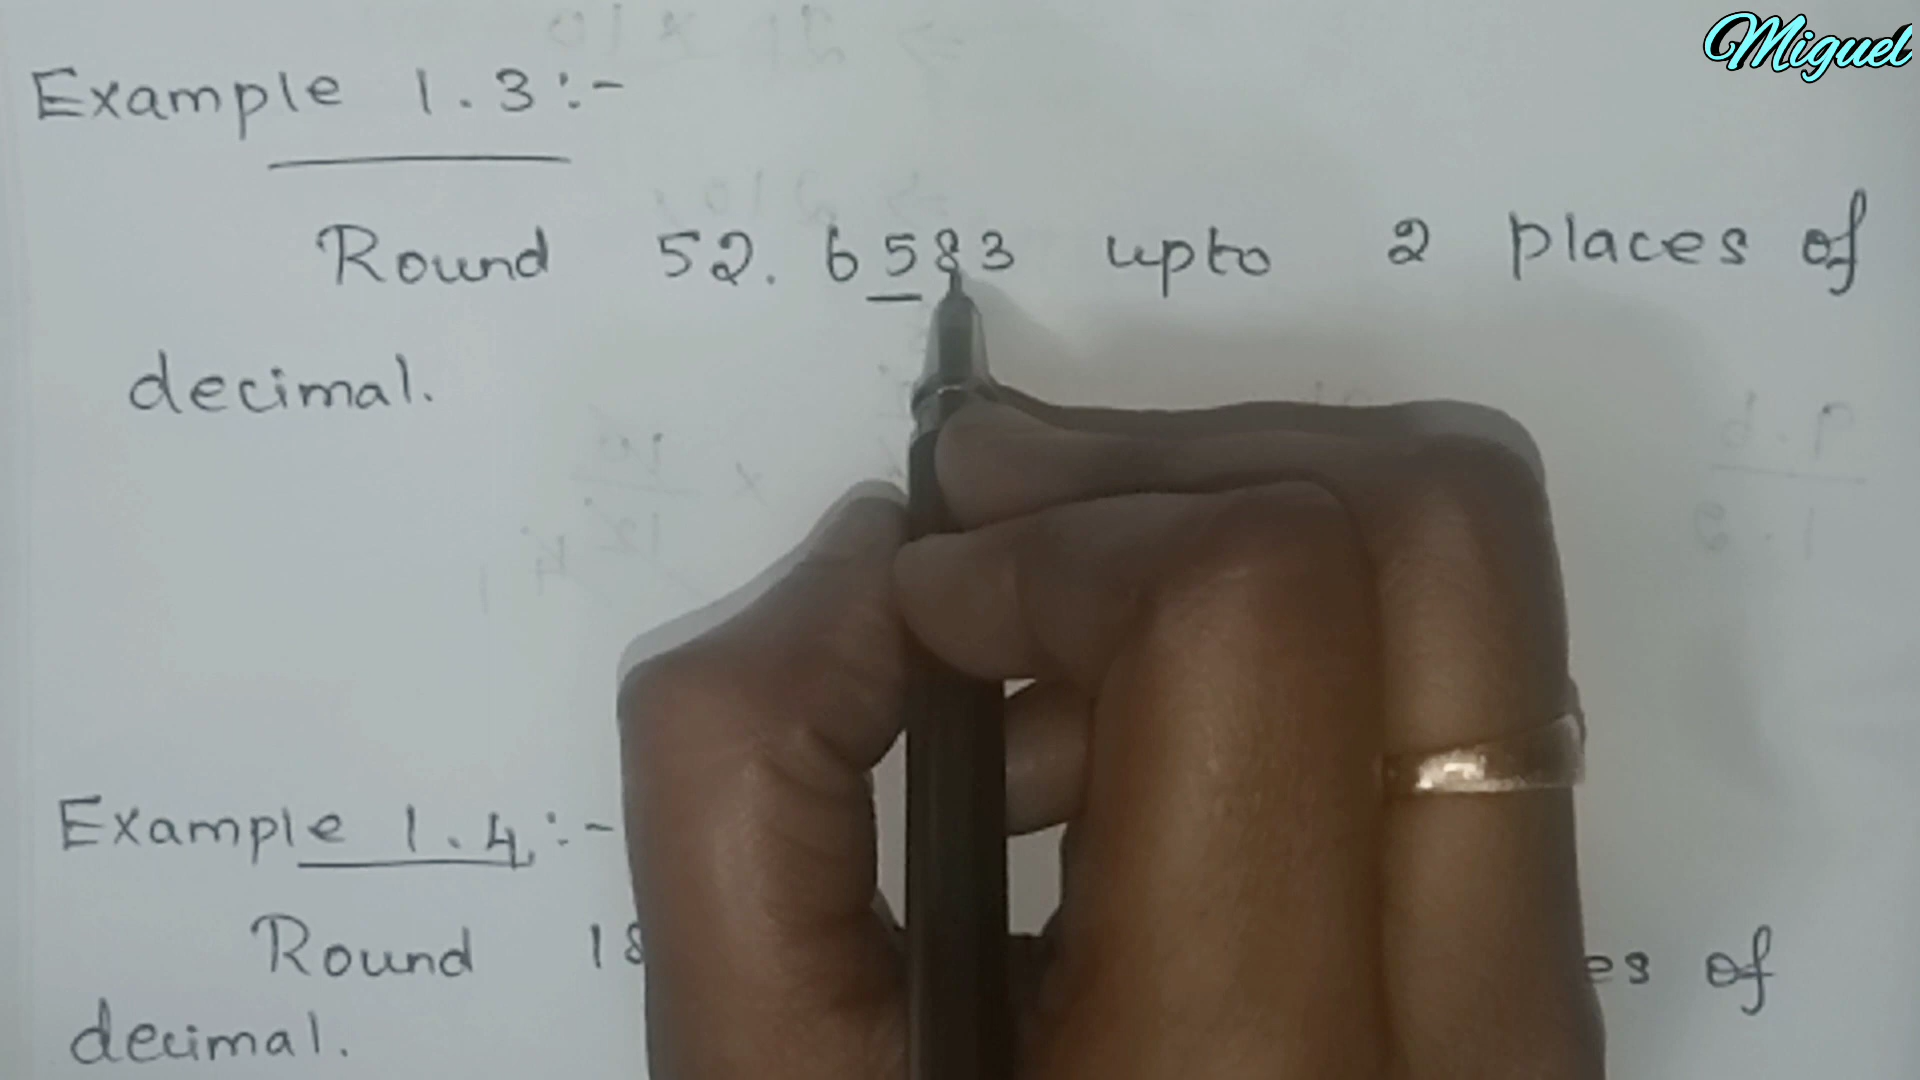 Miguel
Example 1.3:-
Round 52.6583 upto 2 places of
decimal.
Example 1.4:-
Round 18 es of
decimal.